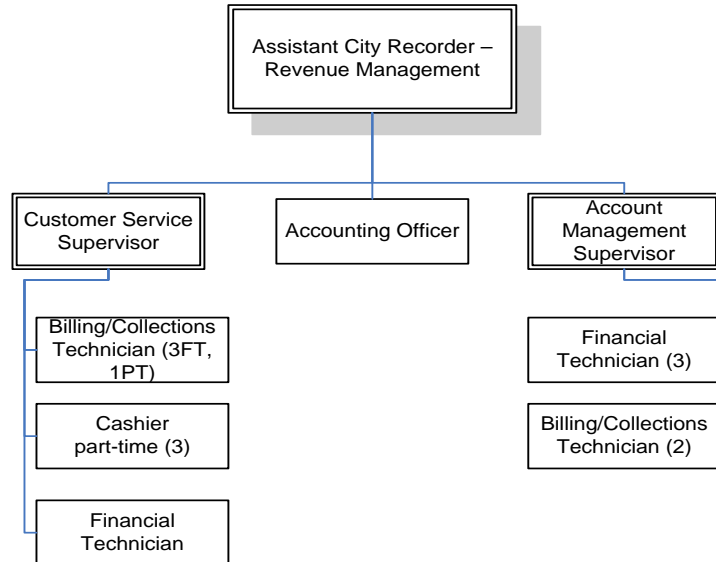 Assistant City Recorder –
Revenue Management
Customer Service
Supervisor
Accounting Officer
Account
Management
Supervisor
Billing/Collections
Technician (3FT,
1PT)
Financial
Technician (3)
Cashier
part-time (3)
Billing/Collections
Technician (2)
Financial
Technician